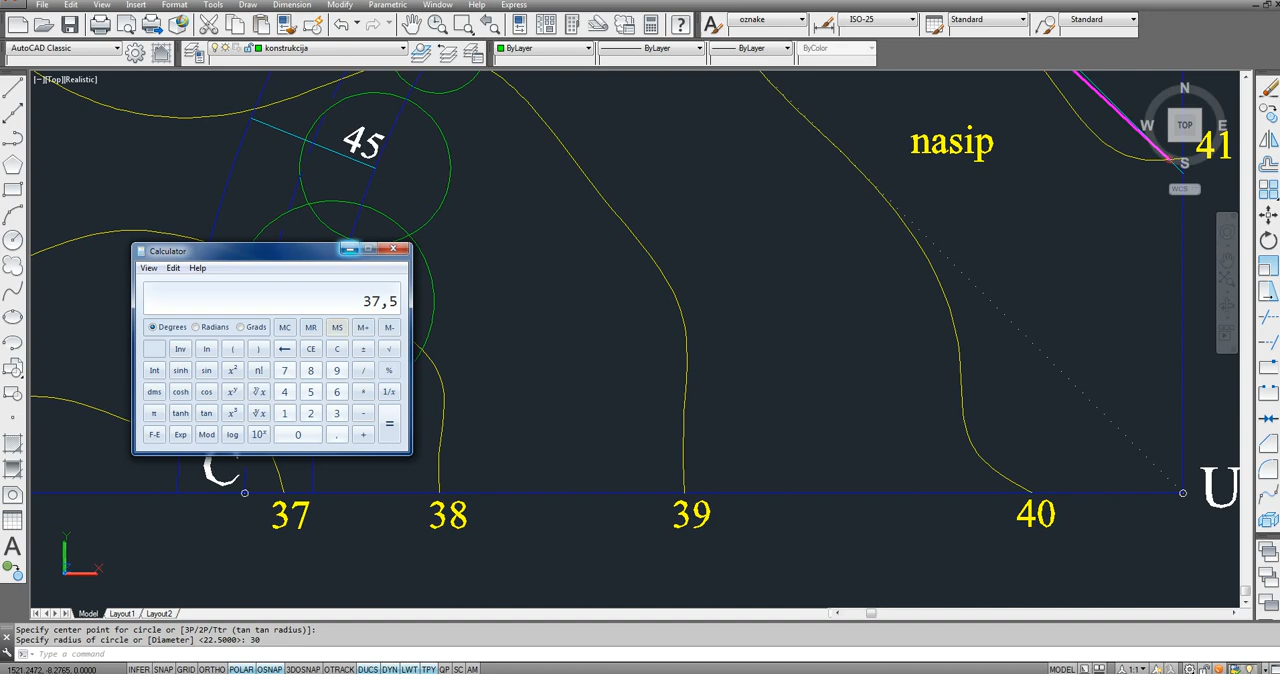 File Edit View Insert Format Tools Draw Dimension Modify Parametric Window Help Express
oznake ISO-25 Standard Standard
AutoCAD Classic konstrukcija ByLayer ByLayer ByLayer ByColor
[−][Top][Realistic]
N
W TOP E
S
WCS
45
nasip
41
Calculator
View Edit Help
37,5
Degrees Radians Grads MC MR MS M+ M-
Inv ln ( ) ← CE C ± √
Int sinh sin x² n! 7 8 9 / %
dms cosh cos xʸ ʸ√x 4 5 6 * 1/x
π tanh tan x³ ³√x 1 2 3 - =
F-E Exp Mod log 10ˣ 0 . +
C
U
37 38 39 40
Y
X
Model Layout1 Layout2
Specify center point for circle or [3P/2P/Ttr (tan tan radius)]:
Specify radius of circle or [Diameter] <22.5000>: 30
Type a command
1521.2472, -8.2765, 0.0000 INFER SNAP GRID ORTHO POLAR OSNAP 3DOSNAP OTRACK DUCS DYN LWT TPY QP SC AM MODEL 1:1